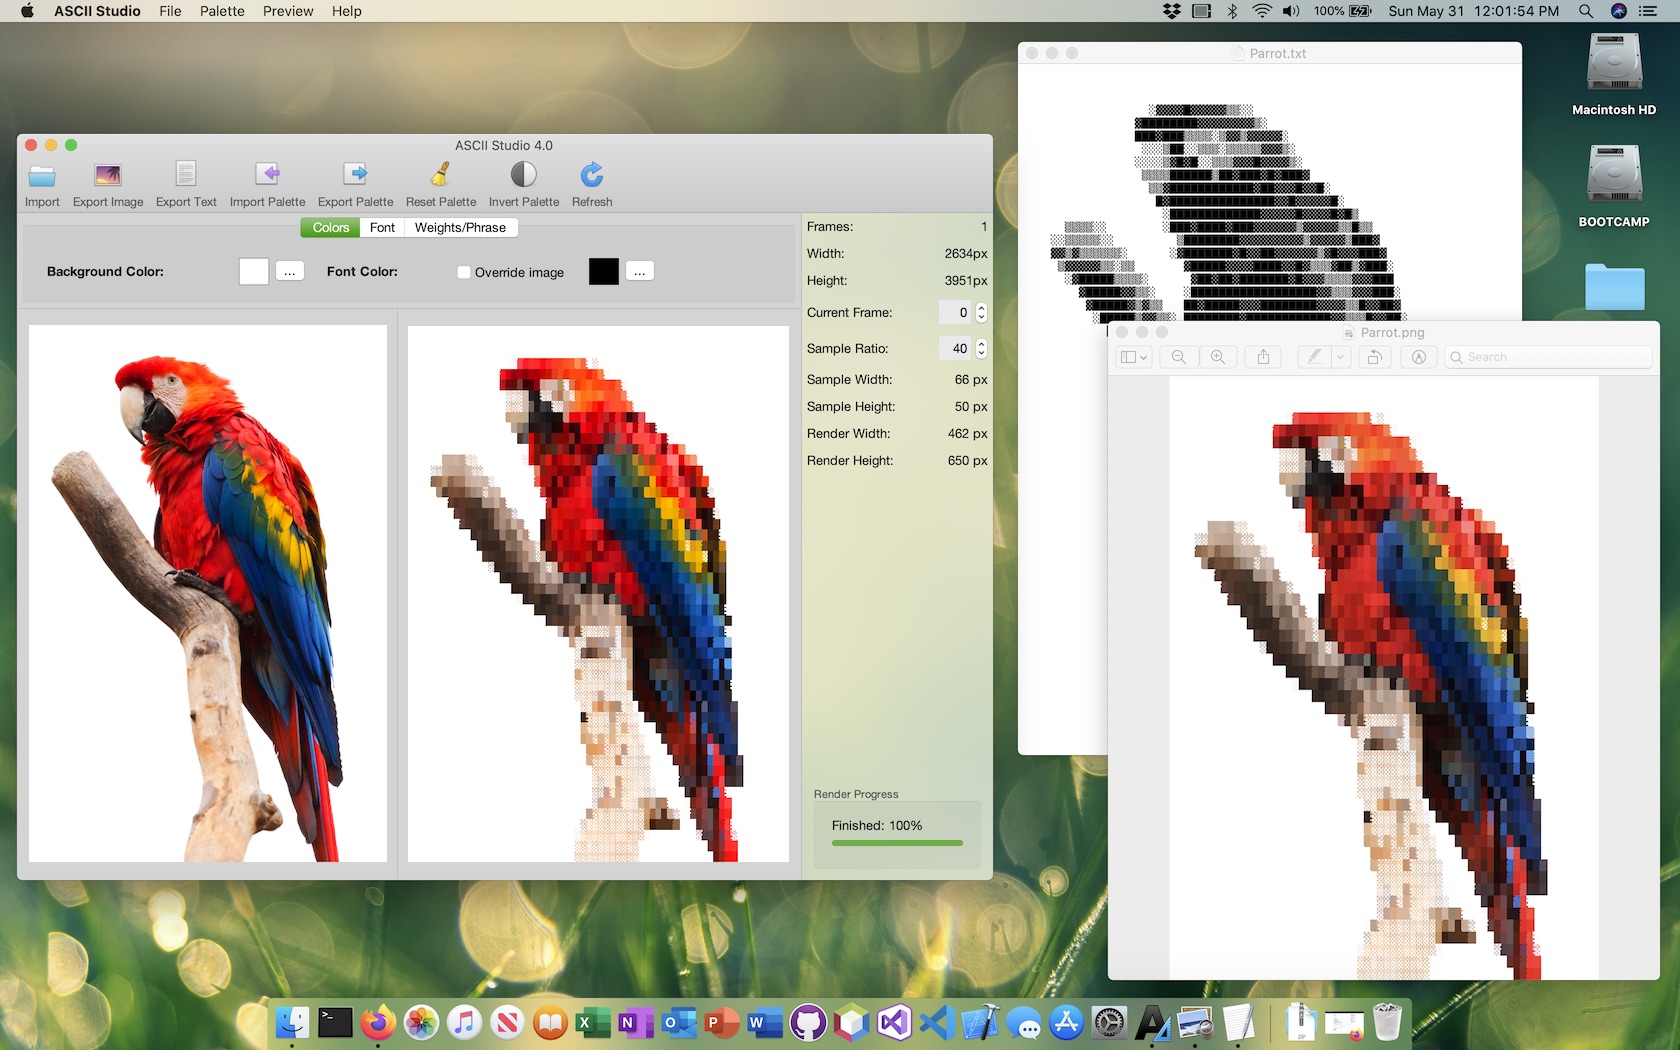 ASCII Studio File Palette Preview Help
100% Sun May 31 12:01:54 PM
Parrot.txt
Macintosh HD
BOOTCAMP
ASCII Studio 4.0
Import Export Image Export Text Import Palette Export Palette Reset Palette Invert Palette Refresh
Colors Font Weights/Phrase
Background Color: ... Font Color: Override image ...
Frames: 1
Width: 2634px
Height: 3951px
Current Frame: 0
Sample Ratio: 40
Sample Width: 66 px
Sample Height: 50 px
Render Width: 462 px
Render Height: 650 px
Render Progress
Finished: 100%
Parrot.png
Search
X N O P W
ZIP